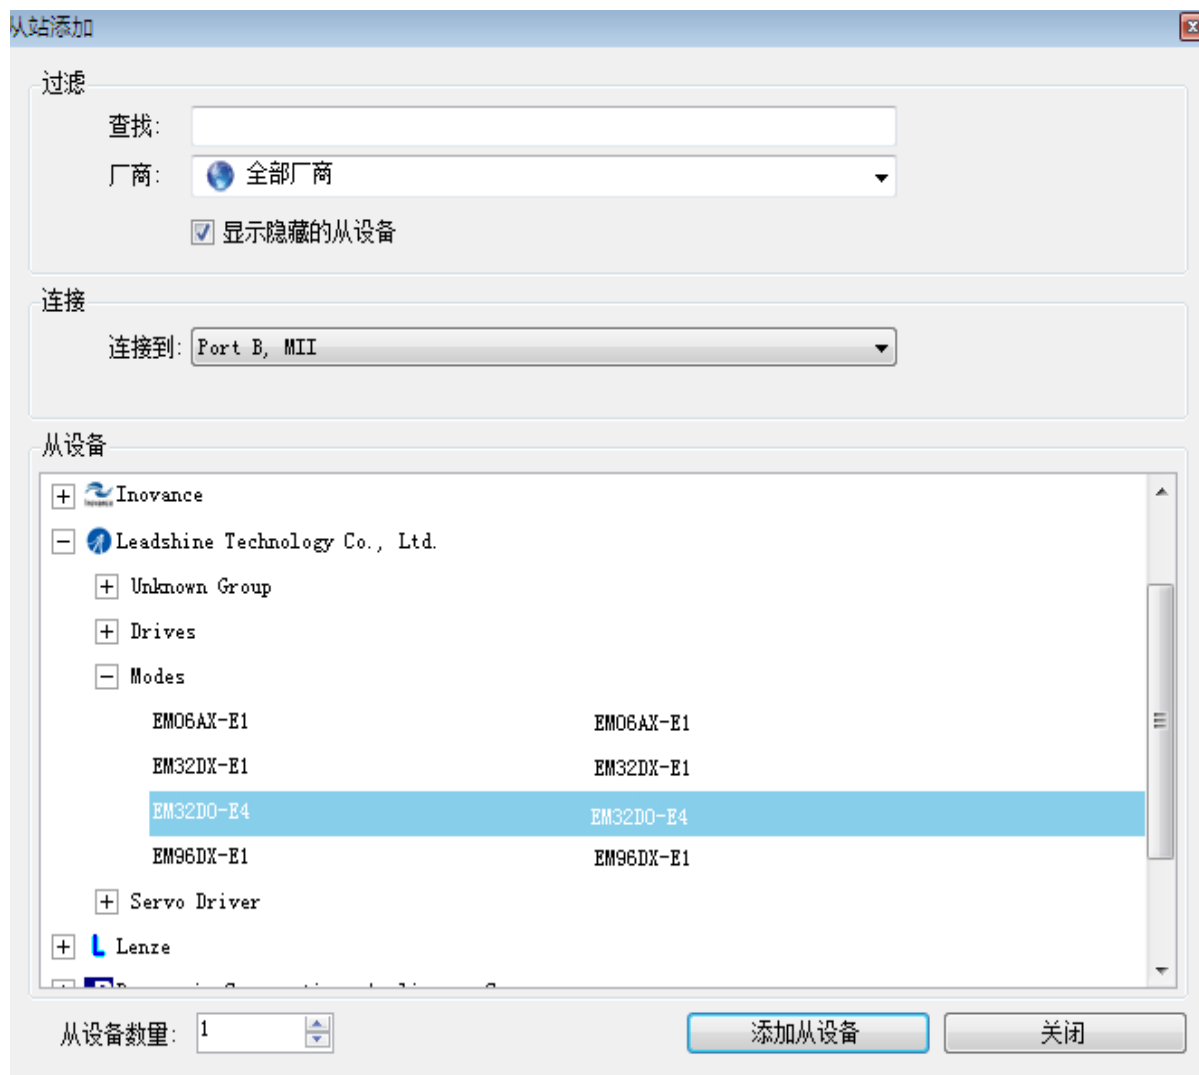 从站添加
过滤
查找:
厂商: 全部厂商
显示隐藏的从设备
连接
连接到: Port B, MII
从设备
Inovance
Leadshine Technology Co., Ltd.
Unknown Group
Drives
Modes
EM06AX-E1 EM06AX-E1
EM32DX-E1 EM32DX-E1
EM32DO-E4 EM32DO-E4
EM96DX-E1 EM96DX-E1
Servo Driver
Lenze
从设备数量: 1 添加从设备 关闭